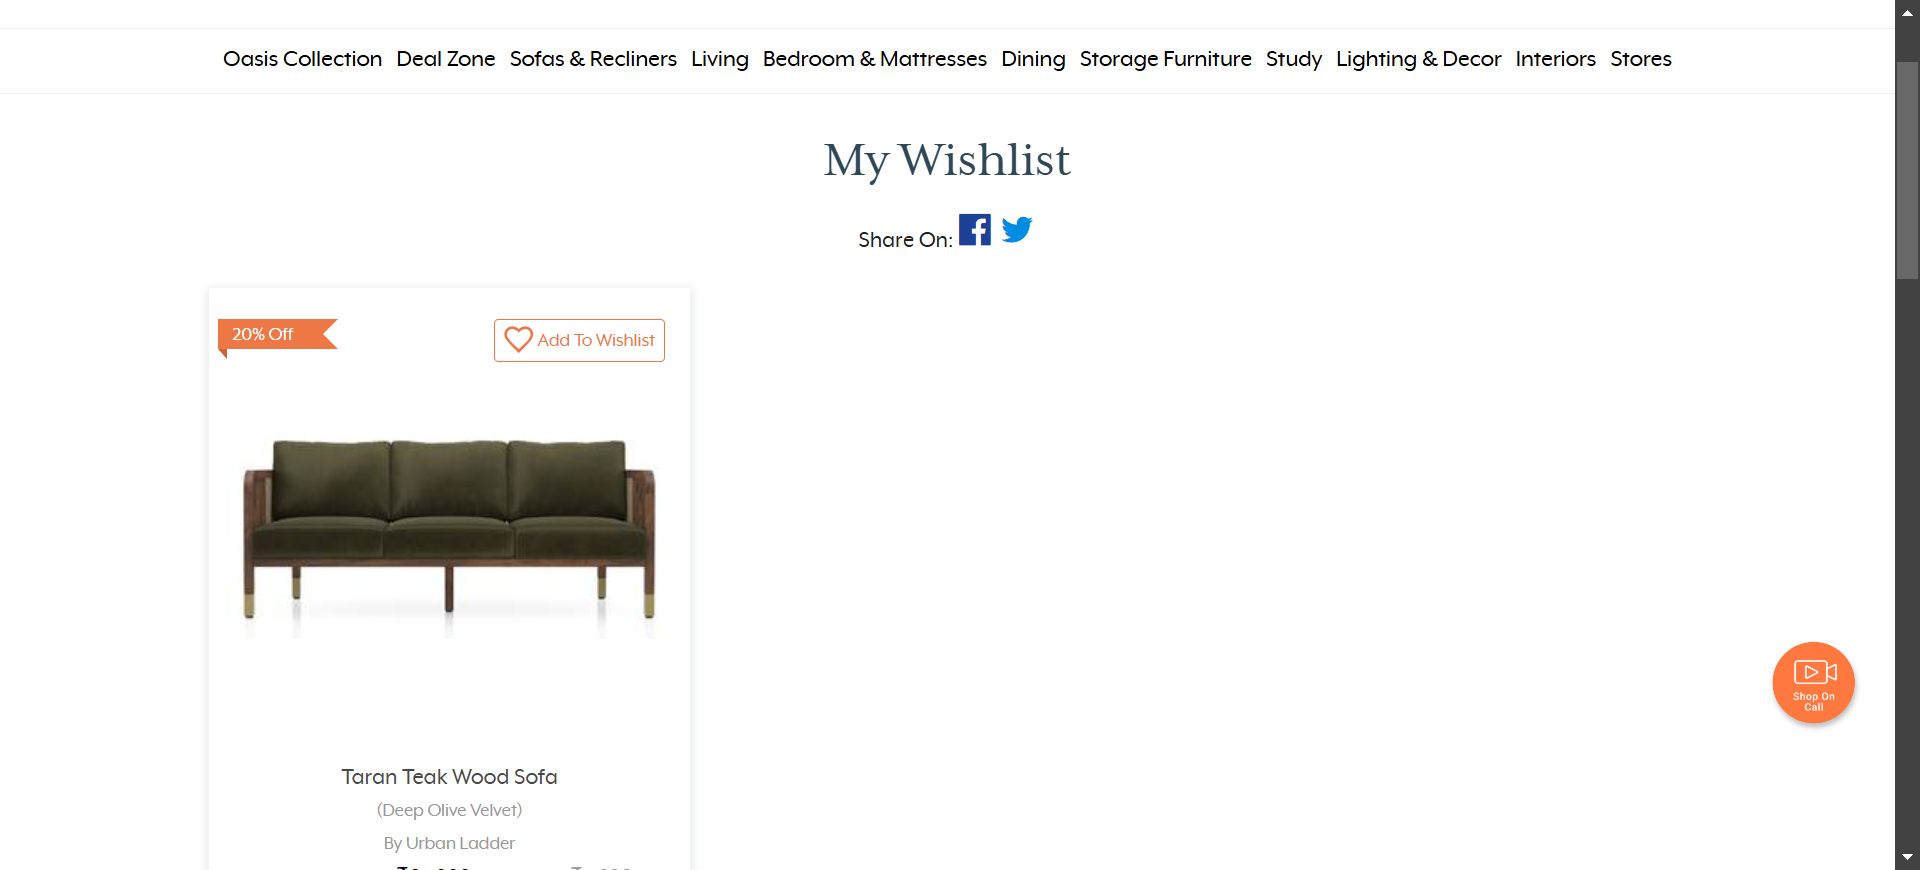 Oasis Collection Deal Zone Sofas & Recliners Living Bedroom & Mattresses Dining Storage Furniture Study Lighting & Decor Interiors Stores
My Wishlist
Share On:
20% Off
Add To Wishlist
Taran Teak Wood Sofa
(Deep Olive Velvet)
By Urban Ladder
Shop On
Call